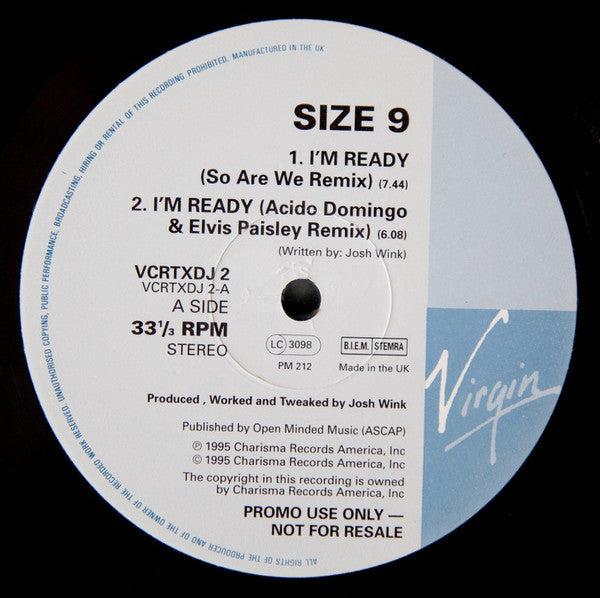 SIZE 9
1. I'M READY
(So Are We Remix) (7.44)
2. I'M READY (Acido Domingo
& Elvis Paisley Remix) (6.08)
(Written by: Josh Wink)
VCRTXDJ 2
VCRTXDJ 2-A
A SIDE
33⅓ RPM
STEREO
LC 3098
B.I.E.M. STEMRA
PM 212
Made in the UK
Virgin
Produced , Worked and Tweaked by Josh Wink
Published by Open Minded Music (ASCAP)
℗ 1995 Charisma Records America, Inc
© 1995 Charisma Records America, Inc
The copyright in this recording is owned
by Charisma Records America, Inc
PROMO USE ONLY —
NOT FOR RESALE
ALL RIGHTS OF THE PRODUCER AND OF THE OWNER OF THE RECORDED WORK RESERVED. UNAUTHORISED COPYING, PUBLIC PERFORMANCE, BROADCASTING, HIRING OR RENTAL OF THIS RECORDING PROHIBITED. MANUFACTURED IN THE UK